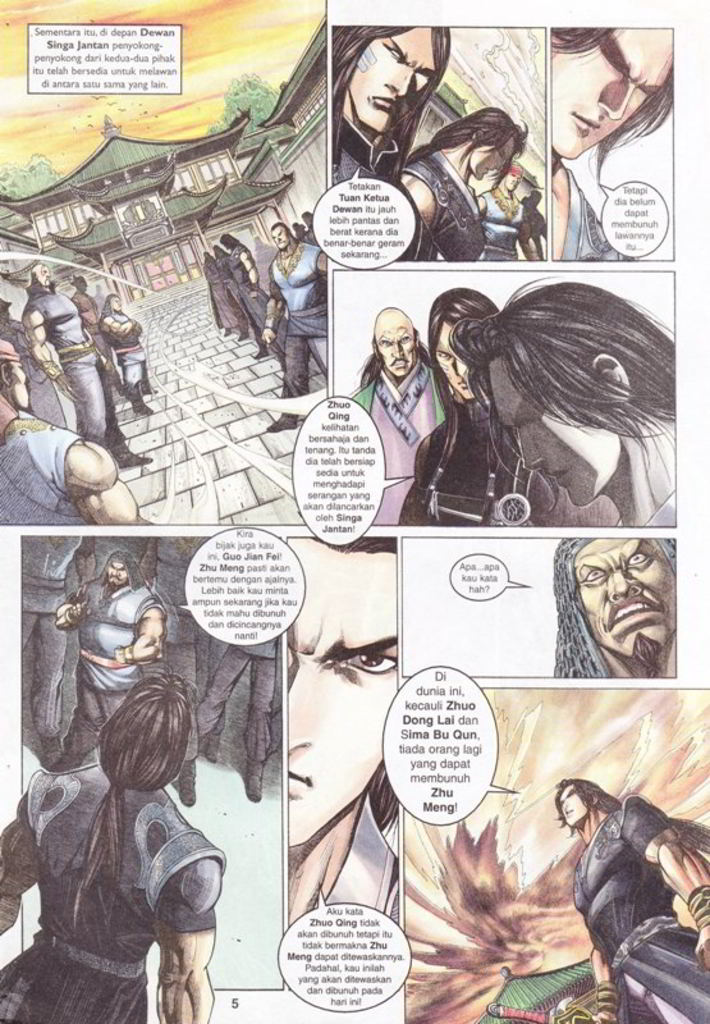 Sementara itu, di depan Dewan
Singa Jantan penyokong-
penyokong dari kedua-dua pihak
itu telah bersedia untuk melawan
di antara satu sama yang lain.
Tetakan
Tuan Ketua
Dewan itu jauh
lebih pantas dan
berat kerana dia
benar-benar geram
sekarang...
Tetapi
dia belum
dapat
membunuh
lawannya
itu...
Zhuo
Qing
kelihatan
bersahaja dan
tenang. Itu tanda
dia telah bersiap
sedia untuk
menghadapi
serangan yang
akan dilancarkan
oleh Singa
Jantan!
Kira
bijak juga kau
ini, Guo Jian Fei!
Zhu Meng pasti akan
bertemu dengan ajalnya.
Lebih baik kau minta
ampun sekarang jika kau
tidak mahu dibunuh
dan dicincangnya
nanti!
Apa...apa
kau kata
hah?
Aku kata
Zhuo Qing tidak
akan dibunuh tetapi itu
tidak bermakna Zhu
Meng dapat ditewaskannya.
Padahal, kau inilah
yang akan ditewaskan
dan dibunuh pada
hari ini!
Di
dunia ini,
kecauli Zhuo
Dong Lai dan
Sima Bu Qun,
tiada orang lagi
yang dapat
membunuh
Zhu
Meng!
5